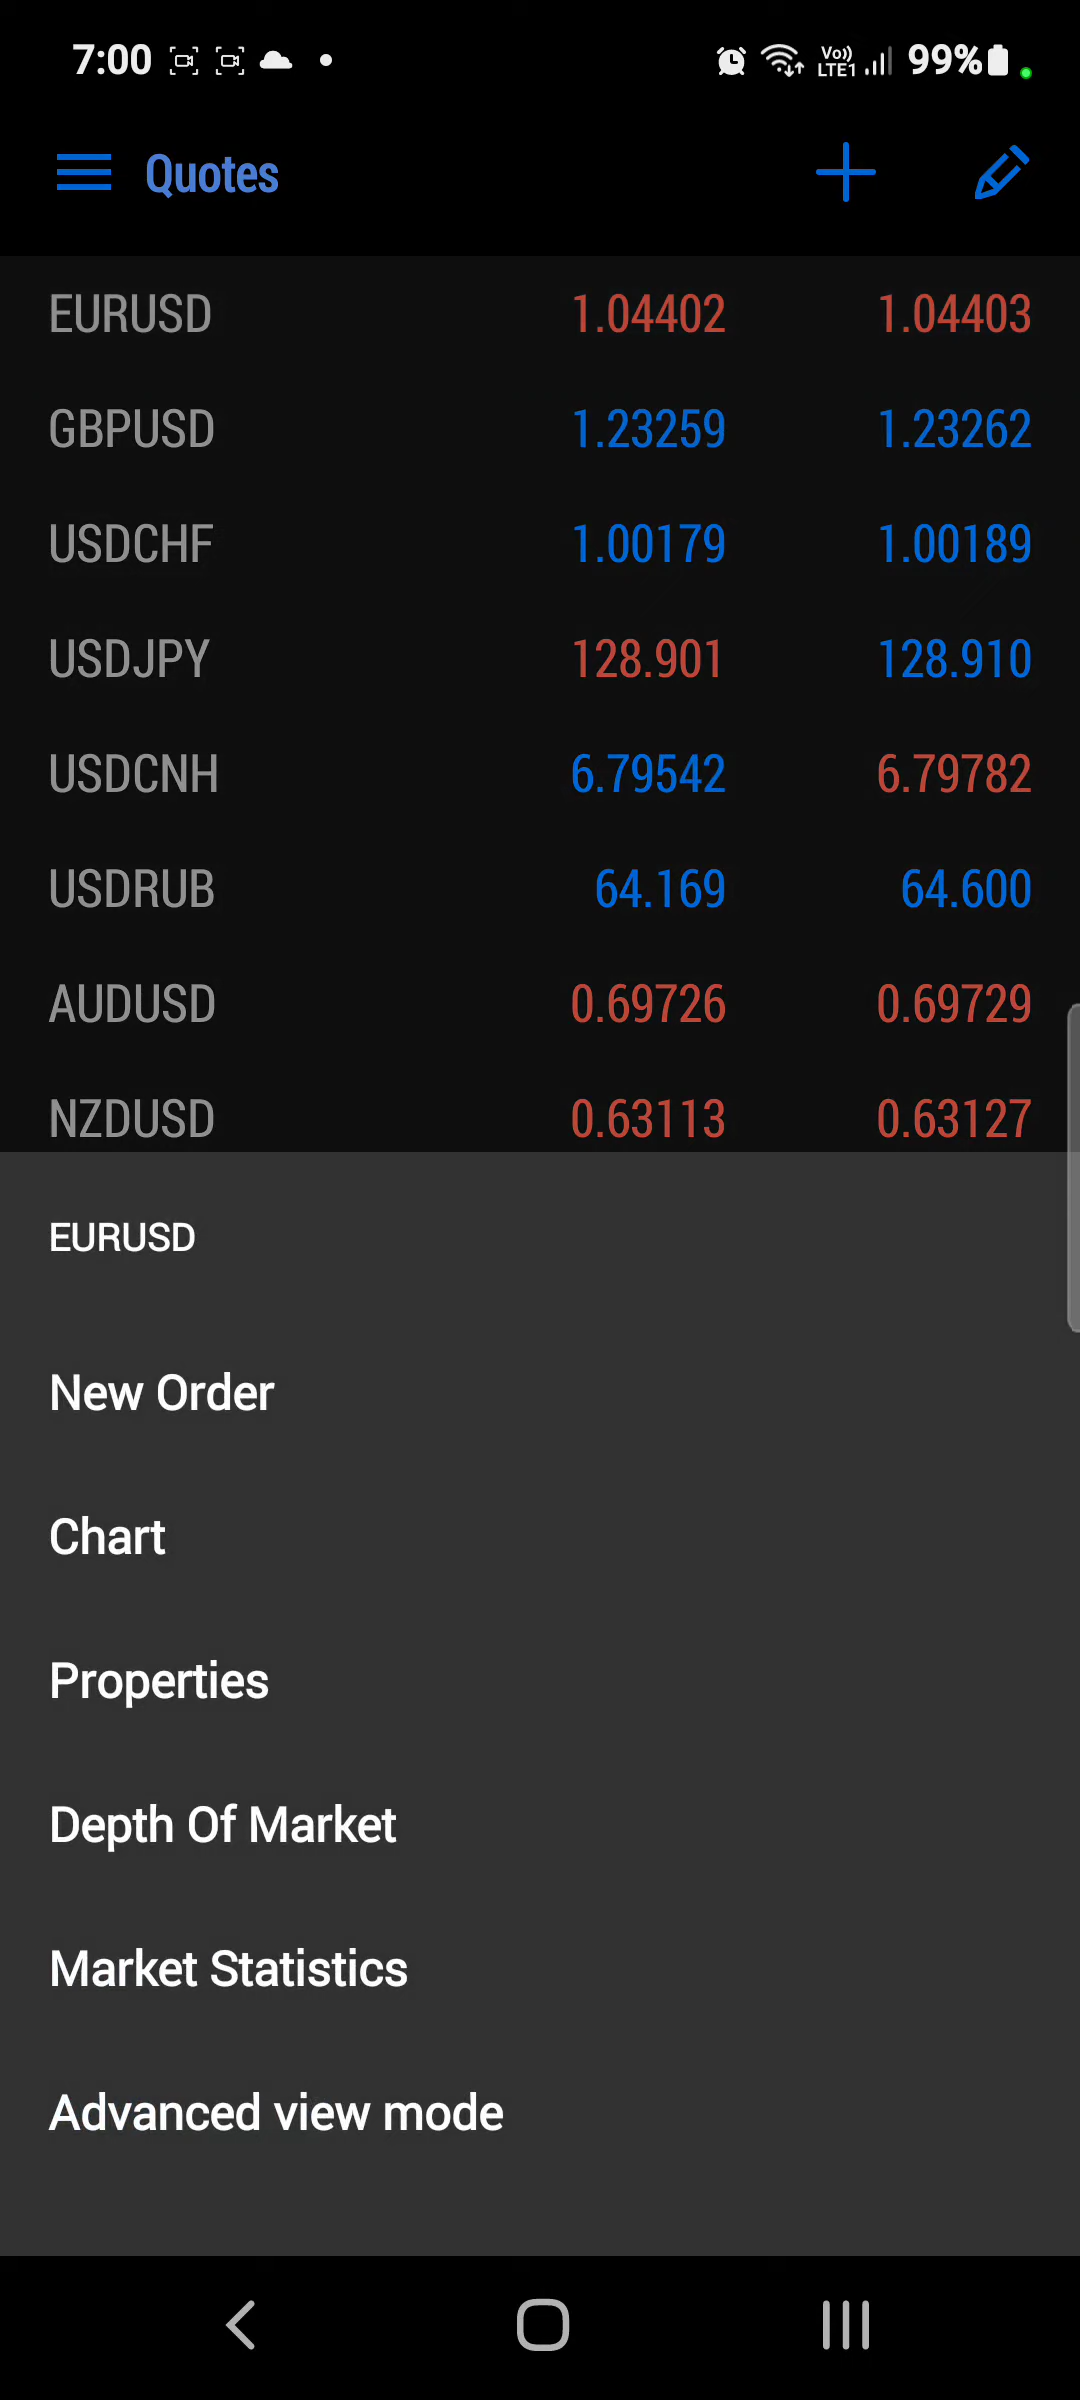 7:00 Vo)) LTE1 99%
Quotes
EURUSD 1.04402 1.04403
GBPUSD 1.23259 1.23262
USDCHF 1.00179 1.00189
USDJPY 128.901 128.910
USDCNH 6.79542 6.79782
USDRUB 64.169 64.600
AUDUSD 0.69726 0.69729
NZDUSD 0.63113 0.63127
EURUSD
New Order
Chart
Properties
Depth Of Market
Market Statistics
Advanced view mode